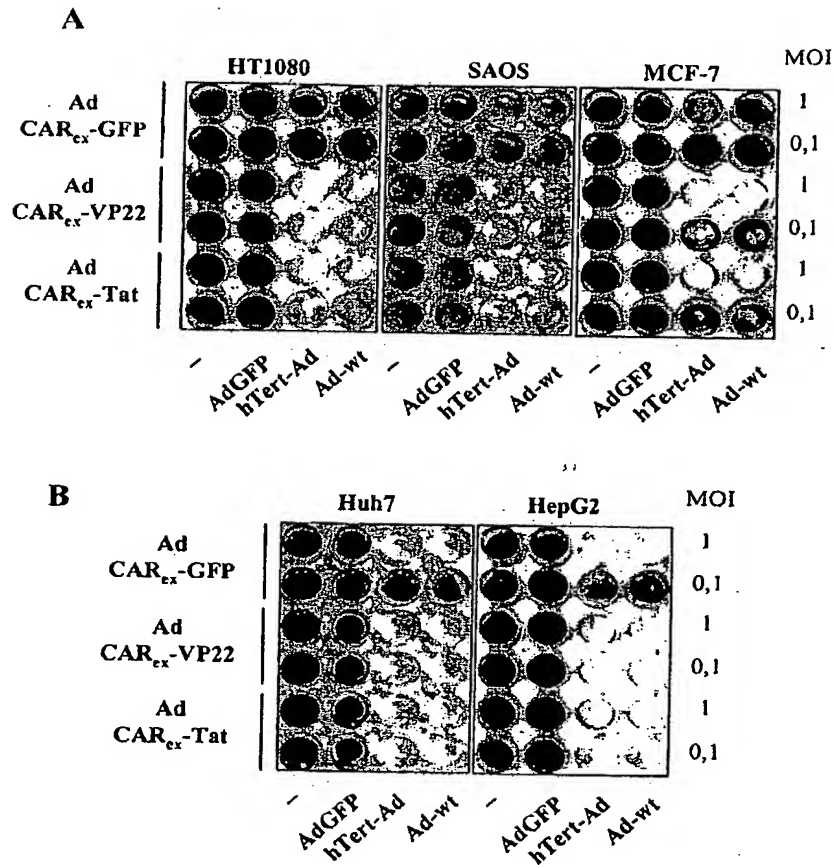 A
HT1080 SAOS MCF-7 MOI
Ad
CARex-GFP
1
0,1
Ad
CARex-VP22
1
0,1
Ad
CARex-Tat
1
0,1
– AdGFP hTert-Ad Ad-wt – AdGFP hTert-Ad Ad-wt – AdGFP hTert-Ad Ad-wt
B
Huh7 HepG2 MOI
Ad
CARex-GFP
1
0,1
Ad
CARex-VP22
1
0,1
Ad
CARex-Tat
1
0,1
– AdGFP hTert-Ad Ad-wt – AdGFP hTert-Ad Ad-wt